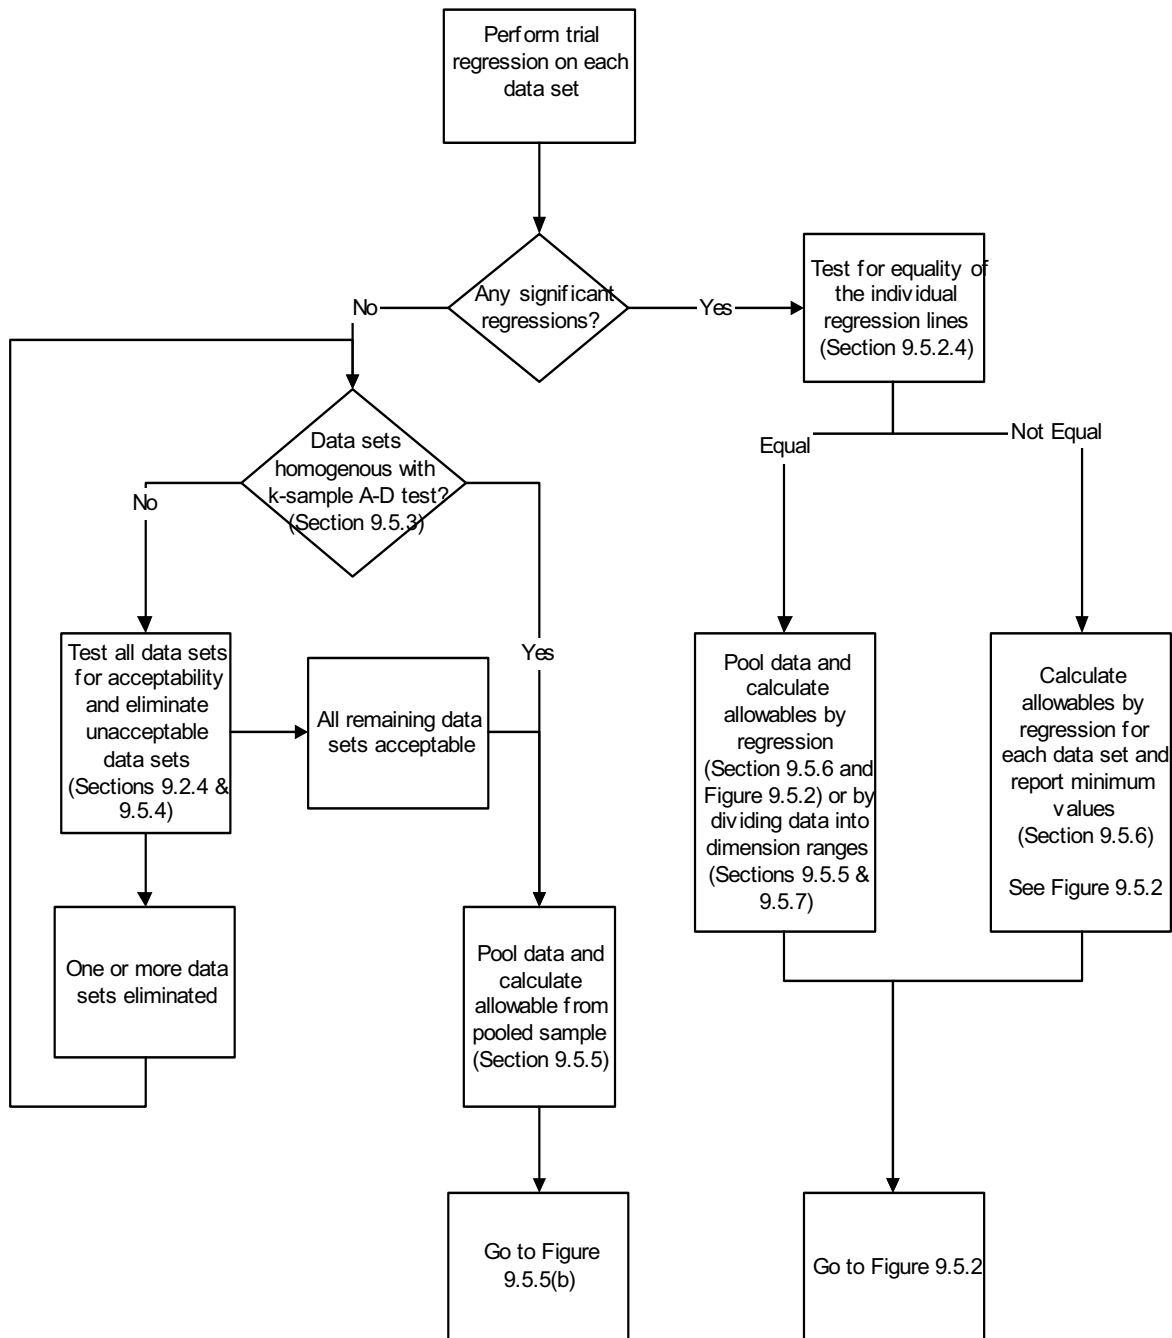 Perform trial
regression on each
data set
Any significant
regressions?
No
Yes
Test for equality of
the individual
regression lines
(Section 9.5.2.4)
Data sets
homogenous with
k-sample A-D test?
(Section 9.5.3)
No
Yes
Equal
Not Equal
Test all data sets
for acceptability
and eliminate
unacceptable
data sets
(Sections 9.2.4 &
9.5.4)
All remaining data
sets acceptable
Pool data and
calculate
allowables by
regression
(Section 9.5.6 and
Figure 9.5.2) or by
dividing data into
dimension ranges
(Sections 9.5.5 &
9.5.7)
Calculate
allowables by
regression for
each data set and
report minimum
values
(Section 9.5.6)
See Figure 9.5.2
One or more data
sets eliminated
Pool data and
calculate
allowable from
pooled sample
(Section 9.5.5)
Go to Figure
9.5.5(b)
Go to Figure 9.5.2